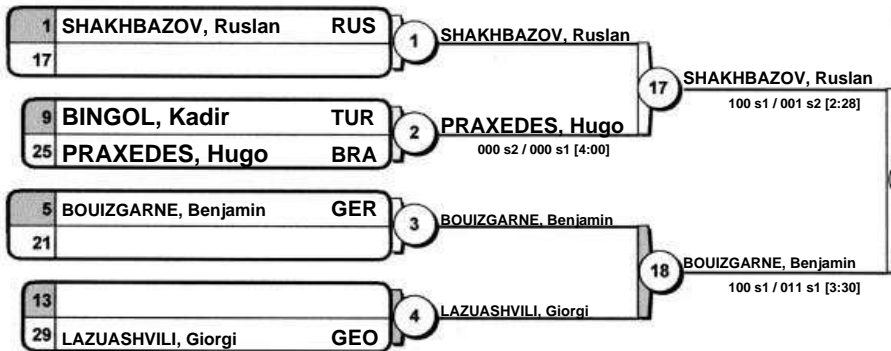 1 SHAKHBAZOV, Ruslan RUS
17
1
SHAKHBAZOV, Ruslan
9 BINGOL, Kadir TUR
25 PRAXEDES, Hugo BRA
2
PRAXEDES, Hugo
000 s2 / 000 s1 [4:00]
17
SHAKHBAZOV, Ruslan
100 s1 / 001 s2 [2:28]
5 BOUIZGARNE, Benjamin GER
21
3
BOUIZGARNE, Benjamin
13
29 LAZUASHVILI, Giorgi GEO
4
LAZUASHVILI, Giorgi
18
BOUIZGARNE, Benjamin
100 s1 / 011 s1 [3:30]